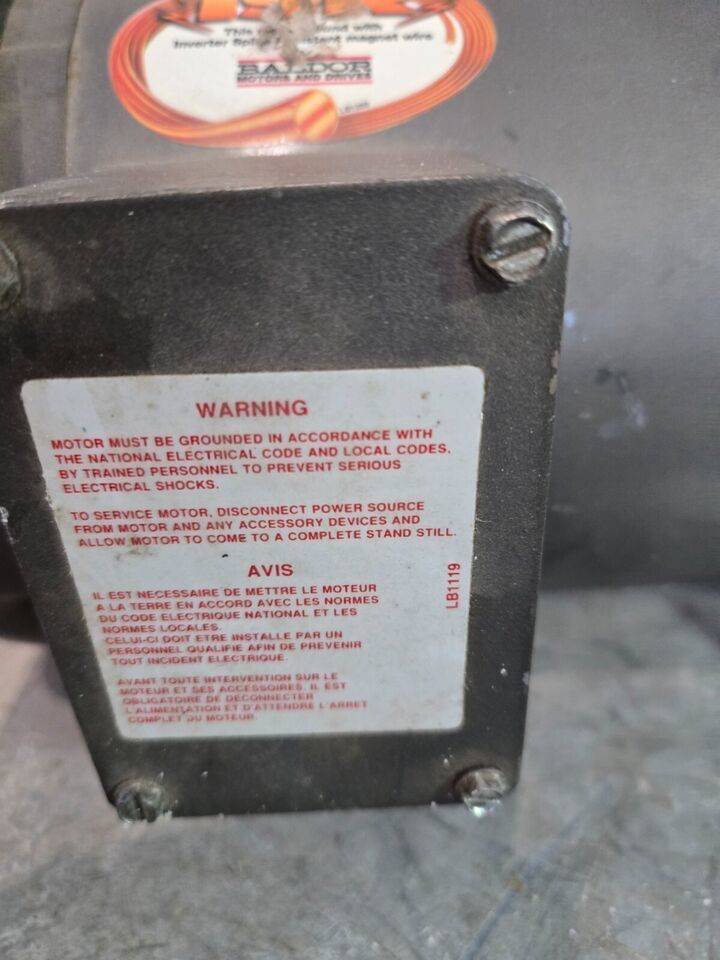 This
with
Inverter
magnet wire
BALDOR
MOTORS AND DRIVES
WARNING
MOTOR MUST BE GROUNDED IN ACCORDANCE WITH
THE NATIONAL ELECTRICAL CODE AND LOCAL CODES,
BY TRAINED PERSONNEL TO PREVENT SERIOUS
ELECTRICAL SHOCKS.
TO SERVICE MOTOR, DISCONNECT POWER SOURCE
FROM MOTOR AND ANY ACCESSORY DEVICES AND
ALLOW MOTOR TO COME TO A COMPLETE STAND STILL.
AVIS
IL EST NECESSAIRE DE METTRE LE MOTEUR
A LA TERRE EN ACCORD AVEC LES NORMES
DU CODE ELECTRIQUE NATIONAL ET LES
NORMES LOCALES.
CELUI-CI DOIT ETRE INSTALLE PAR UN
PERSONNEL QUALIFIE AFIN DE PREVENIR
TOUT INCIDENT ELECTRIQUE.
AVANT TOUTE INTERVENTION SUR LE
MOTEUR ET SES ACCESSOIRES. IL EST
OBLIGATOIRE DE DECONNECTER
L'ALIMENTATION ET D'ATTENDRE L'ARRET
COMPLET DU MOTEUR.
LB1119